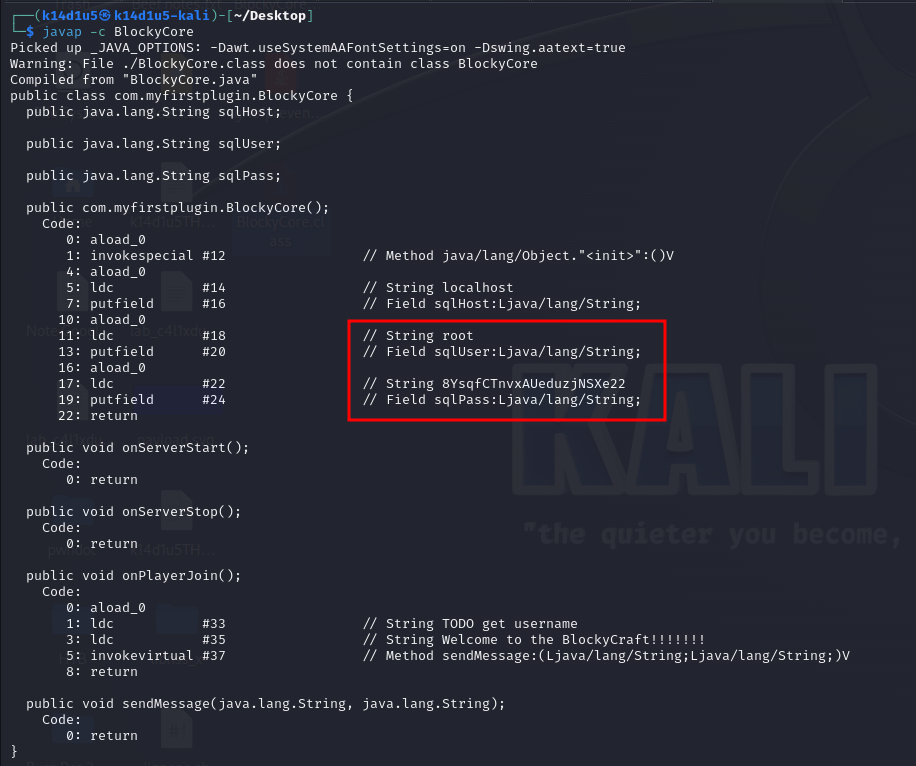 ┌──(k14d1u5㉿k14d1u5-kali)-[~/Desktop]
└─$ javap -c BlockyCore
Picked up _JAVA_OPTIONS: -Dawt.useSystemAAFontSettings=on -Dswing.aatext=true
Warning: File ./BlockyCore.class does not contain class BlockyCore
Compiled from "BlockyCore.java"
public class com.myfirstplugin.BlockyCore {
  public java.lang.String sqlHost;
  public java.lang.String sqlUser;
  public java.lang.String sqlPass;
  public com.myfirstplugin.BlockyCore();
    Code:
       0: aload_0
       1: invokespecial #12                 // Method java/lang/Object."<init>":()V
       4: aload_0
       5: ldc           #14                 // String localhost
       7: putfield      #16                 // Field sqlHost:Ljava/lang/String;
      10: aload_0
      11: ldc           #18                 // String root
      13: putfield      #20                 // Field sqlUser:Ljava/lang/String;
      16: aload_0
      17: ldc           #22                 // String 8YsqfCTnvxAUeduzjNSXe22
      19: putfield      #24                 // Field sqlPass:Ljava/lang/String;
      22: return
  public void onServerStart();
    Code:
       0: return
  public void onServerStop();
    Code:
       0: return
  public void onPlayerJoin();
    Code:
       0: aload_0
       1: ldc           #33                 // String TODO get username
       3: ldc           #35                 // String Welcome to the BlockyCraft!!!!!!!
       5: invokevirtual #37                 // Method sendMessage:(Ljava/lang/String;Ljava/lang/String;)V
       8: return
  public void sendMessage(java.lang.String, java.lang.String);
    Code:
       0: return
}
KALI
"the quieter you become,